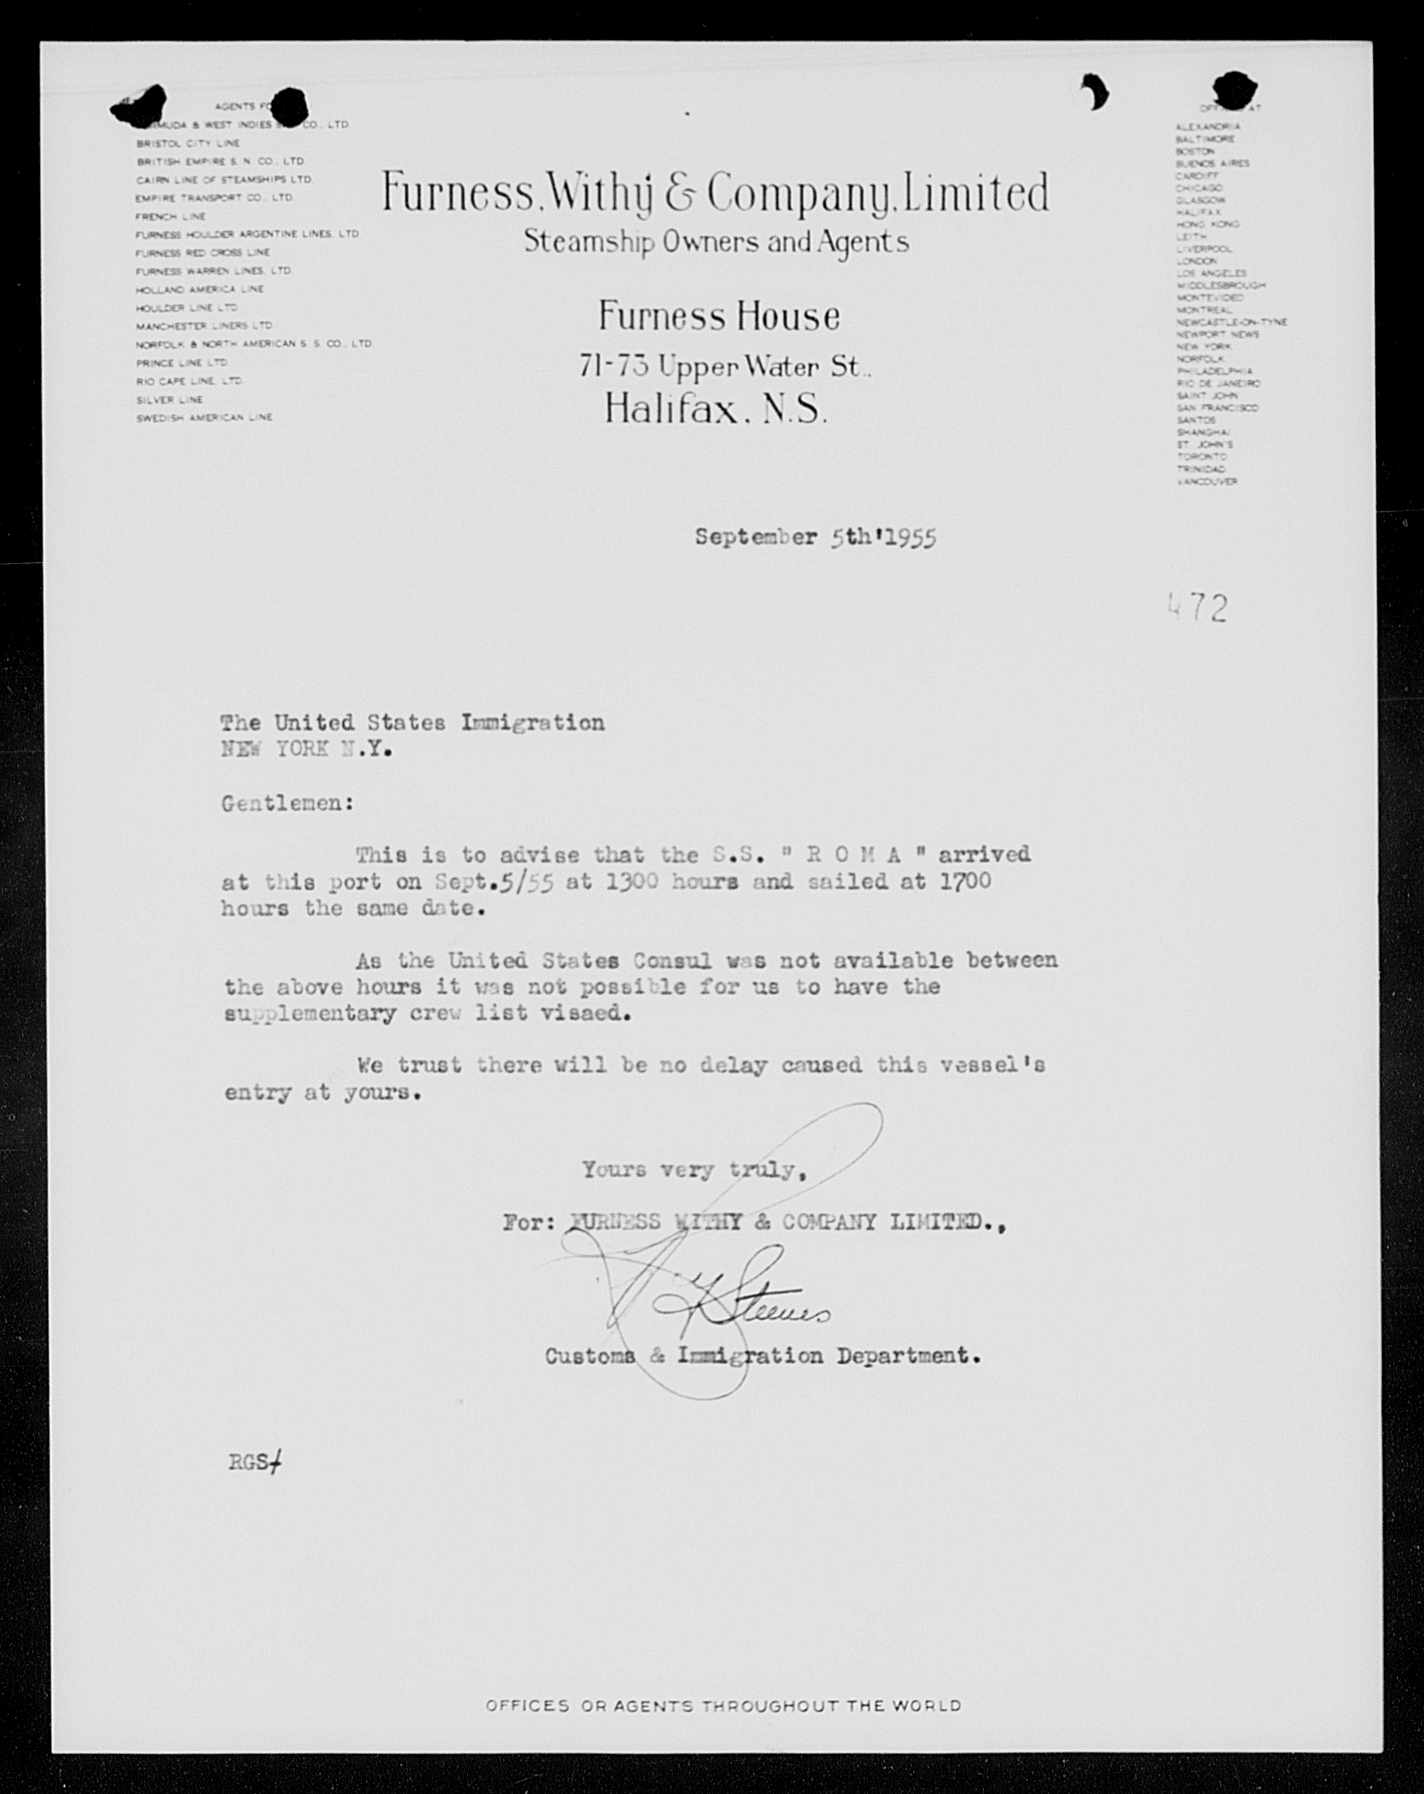 AGENTS
& WEST INDIES CO., LTD.
BRISTOL CITY LINE
BRITISH EMPIRE S. N. CO., LTD.
CAIRN LINE OF STEAMSHIPS LTD.
EMPIRE TRANSPORT CO., LTD.
FRENCH LINE
FURNESS HOULDER ARGENTINE LINES, LTD.
FURNESS RED CROSS LINE
FURNESS WARREN LINES, LTD.
HOLLAND AMERICA LINE
HOULDER LINE LTD.
MANCHESTER LINERS LTD.
NORFOLK & NORTH AMERICAN S. S. CO., LTD.
PRINCE LINE LTD.
RIO CAPE LINE, LTD.
SILVER LINE
SWEDISH AMERICAN LINE
Furness, Withy & Company, Limited
Steamship Owners and Agents
Furness House
71-73 Upper Water St.,
Halifax, N.S.
AT
ALEXANDRIA
BALTIMORE
BOSTON
BUENOS AIRES
CARDIFF
CHICAGO
GLASGOW
HALIFAX
HONG KONG
LEITH
LIVERPOOL
LONDON
LOS ANGELES
MIDDLESBROUGH
MONTEVIDEO
MONTREAL
NEWCASTLE-ON-TYNE
NEWPORT NEWS
NEW YORK
NORFOLK
PHILADELPHIA
RIO DE JANEIRO
SAINT JOHN
SAN FRANCISCO
SANTOS
SHANGHAI
ST. JOHN'S
TORONTO
TRINIDAD
VANCOUVER
September 5th'1955
472
The United States Immigration
NEW YORK N.Y.
Gentlemen:
This is to advise that the S.S. " R O M A " arrived
at this port on Sept.5/55 at 1300 hours and sailed at 1700
hours the same date.
As the United States Consul was not available between
the above hours it was not possible for us to have the
supplementary crew list visaed.
We trust there will be no delay caused this vessel's
entry at yours.
Yours very truly,
For: FURNESS WITHY & COMPANY LIMITED.,
Steeves
Customs & Immigration Department.
RGS/
OFFICES OR AGENTS THROUGHOUT THE WORLD